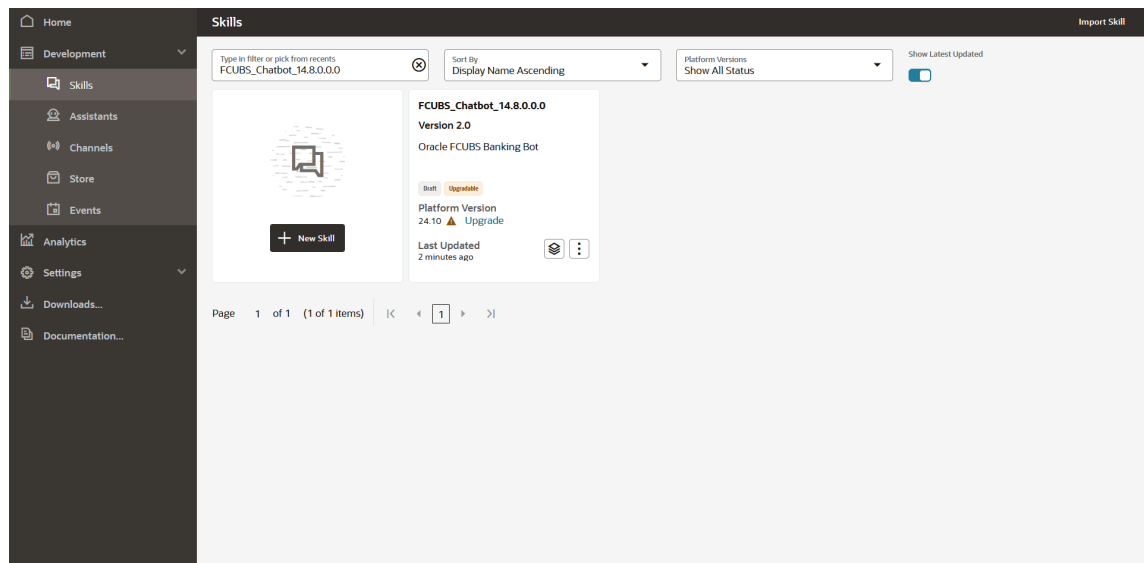 Home
Development
Skills
Assistants
Channels
Store
Events
Analytics
Settings
Downloads...
Documentation...
Skills
Import Skill
Type in filter or pick from recents
FCUBS_Chatbot_14.8.0.0.0
Sort By
Display Name Ascending
Platform Versions
Show All Status
Show Latest Updated
+ New Skill
FCUBS_Chatbot_14.8.0.0.0
Version 2.0
Oracle FCUBS Banking Bot
Draft Upgradable
Platform Version
24.10 Upgrade
Last Updated
2 minutes ago
Page 1 of 1 (1 of 1 items) 1